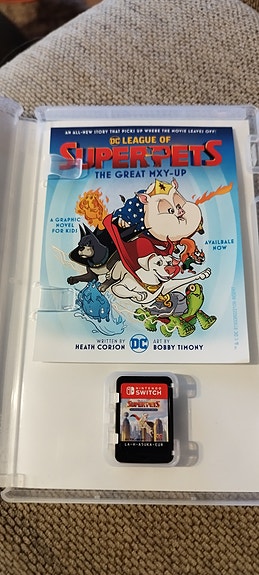 AN ALL-NEW STORY THAT PICKS UP WHERE THE MOVIE LEAVES OFF!
DC LEAGUE OF
SUPER-PETS
THE GREAT MXY-UP
A GRAPHIC
NOVEL
FOR KIDS
AVAILABLE
NOW
WRITTEN BY
HEATH CORSON
DC
ART BY
BOBBY TIMONY
NINTENDO
SWITCH
SUPER-PETS